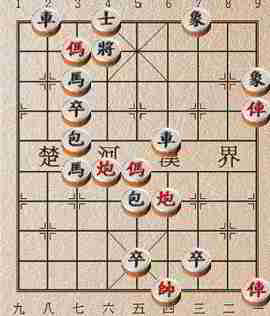 1 2 3 4 5 6 7 8 9
車 士 象
傌 將
馬 象
卒 俥
包 車
楚 河 漢 界
馬 炮 傌
包 炮
卒 卒
帥 俥
九 八 七 六 五 四 三 二 一